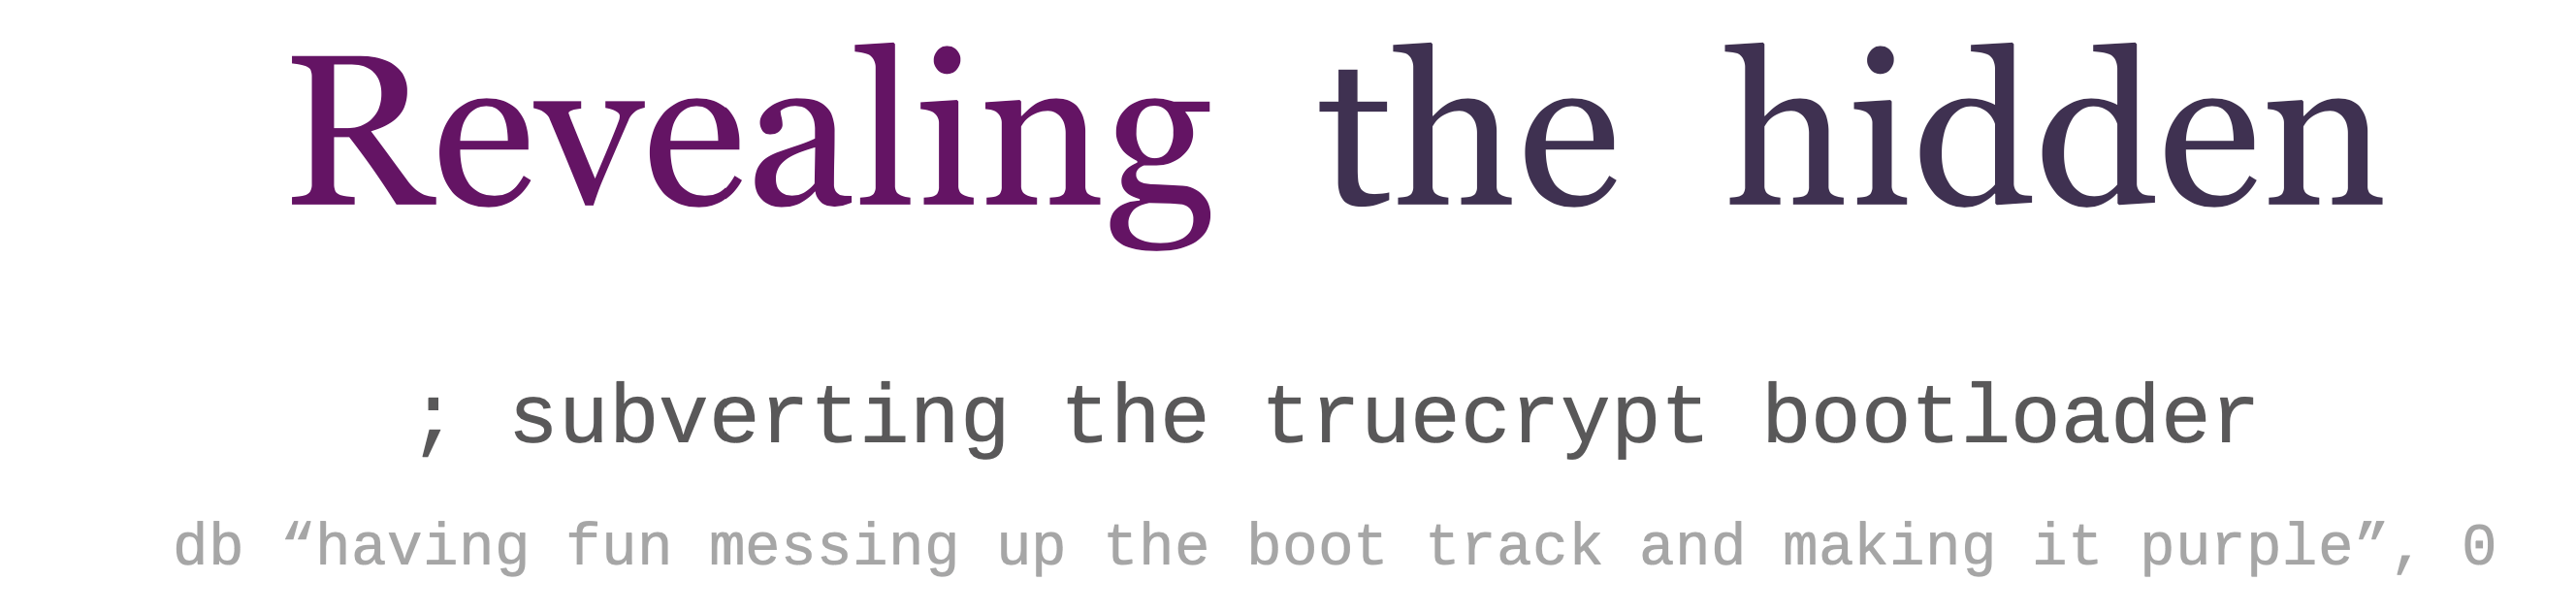 Revealing the hidden
; subverting the truecrypt bootloader
db “having fun messing up the boot track and making it purple”, 0